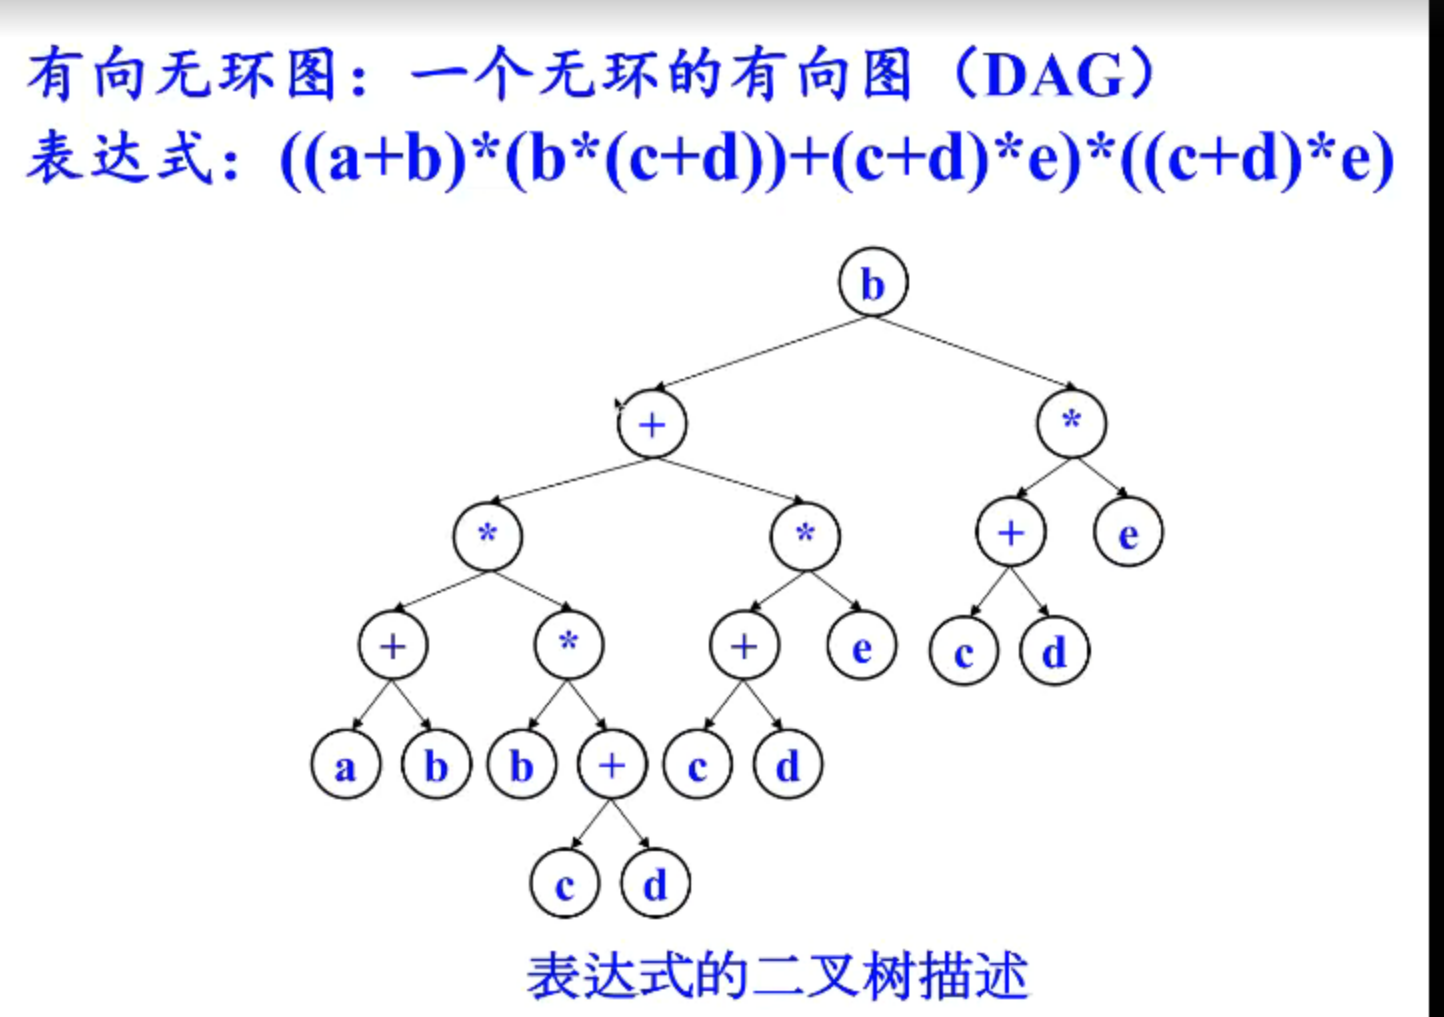 有向无环图：一个无环的有向图（DAG）
表达式：((a+b)*(b*(c+d))+(c+d)*e)*((c+d)*e)
b
+ *
* * + e
+ * + e c d
a b b + c d
c d
表达式的二叉树描述